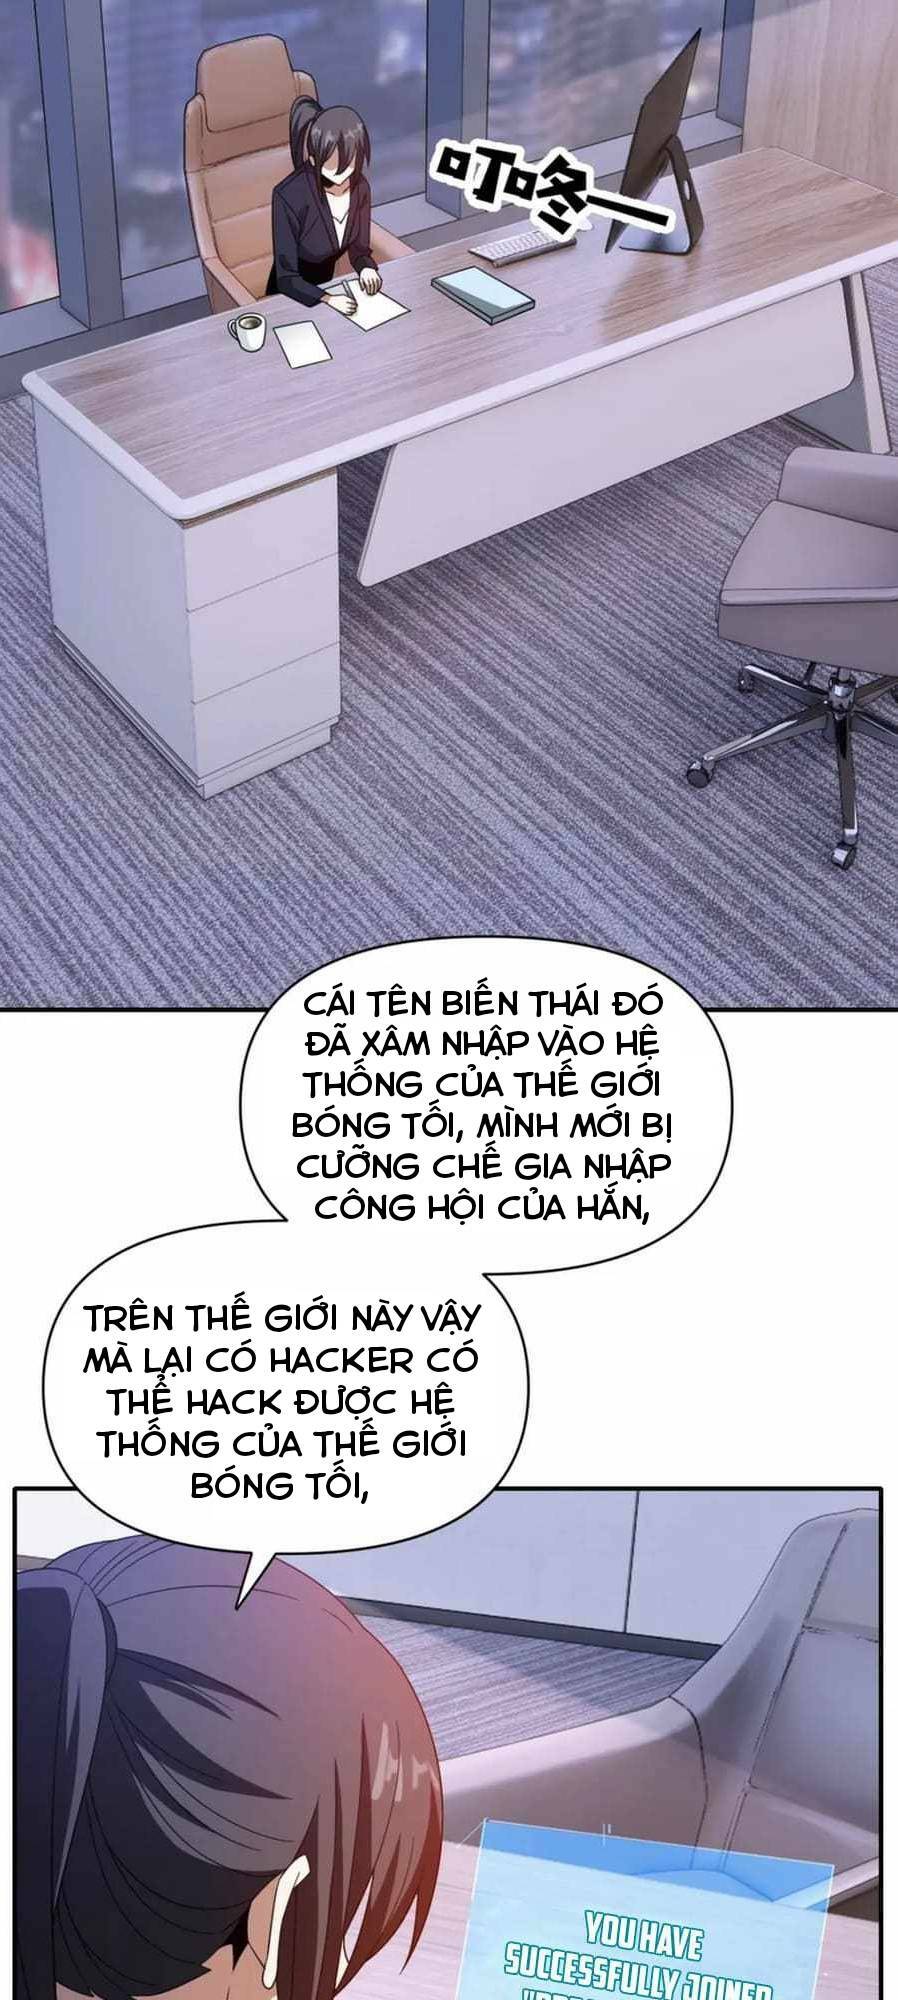 叮咚一
CÁI TÊN BIẾN THÁI ĐÓ
ĐÃ XÂM NHẬP VÀO HỆ
THỐNG CỦA THẾ GIỚI
BÓNG TỐI, MÌNH MỚI BỊ
CƯỠNG CHẾ GIA NHẬP
CÔNG HỘI CỦA HẮN,
TRÊN THẾ GIỚI NÀY VẬY
MÀ LẠI CÓ HACKER CÓ
THỂ HACK ĐƯỢC HỆ
THỐNG CỦA THẾ GIỚI
BÓNG TỐI,
YOU HAVE
SUCCESSFULLY JOINED